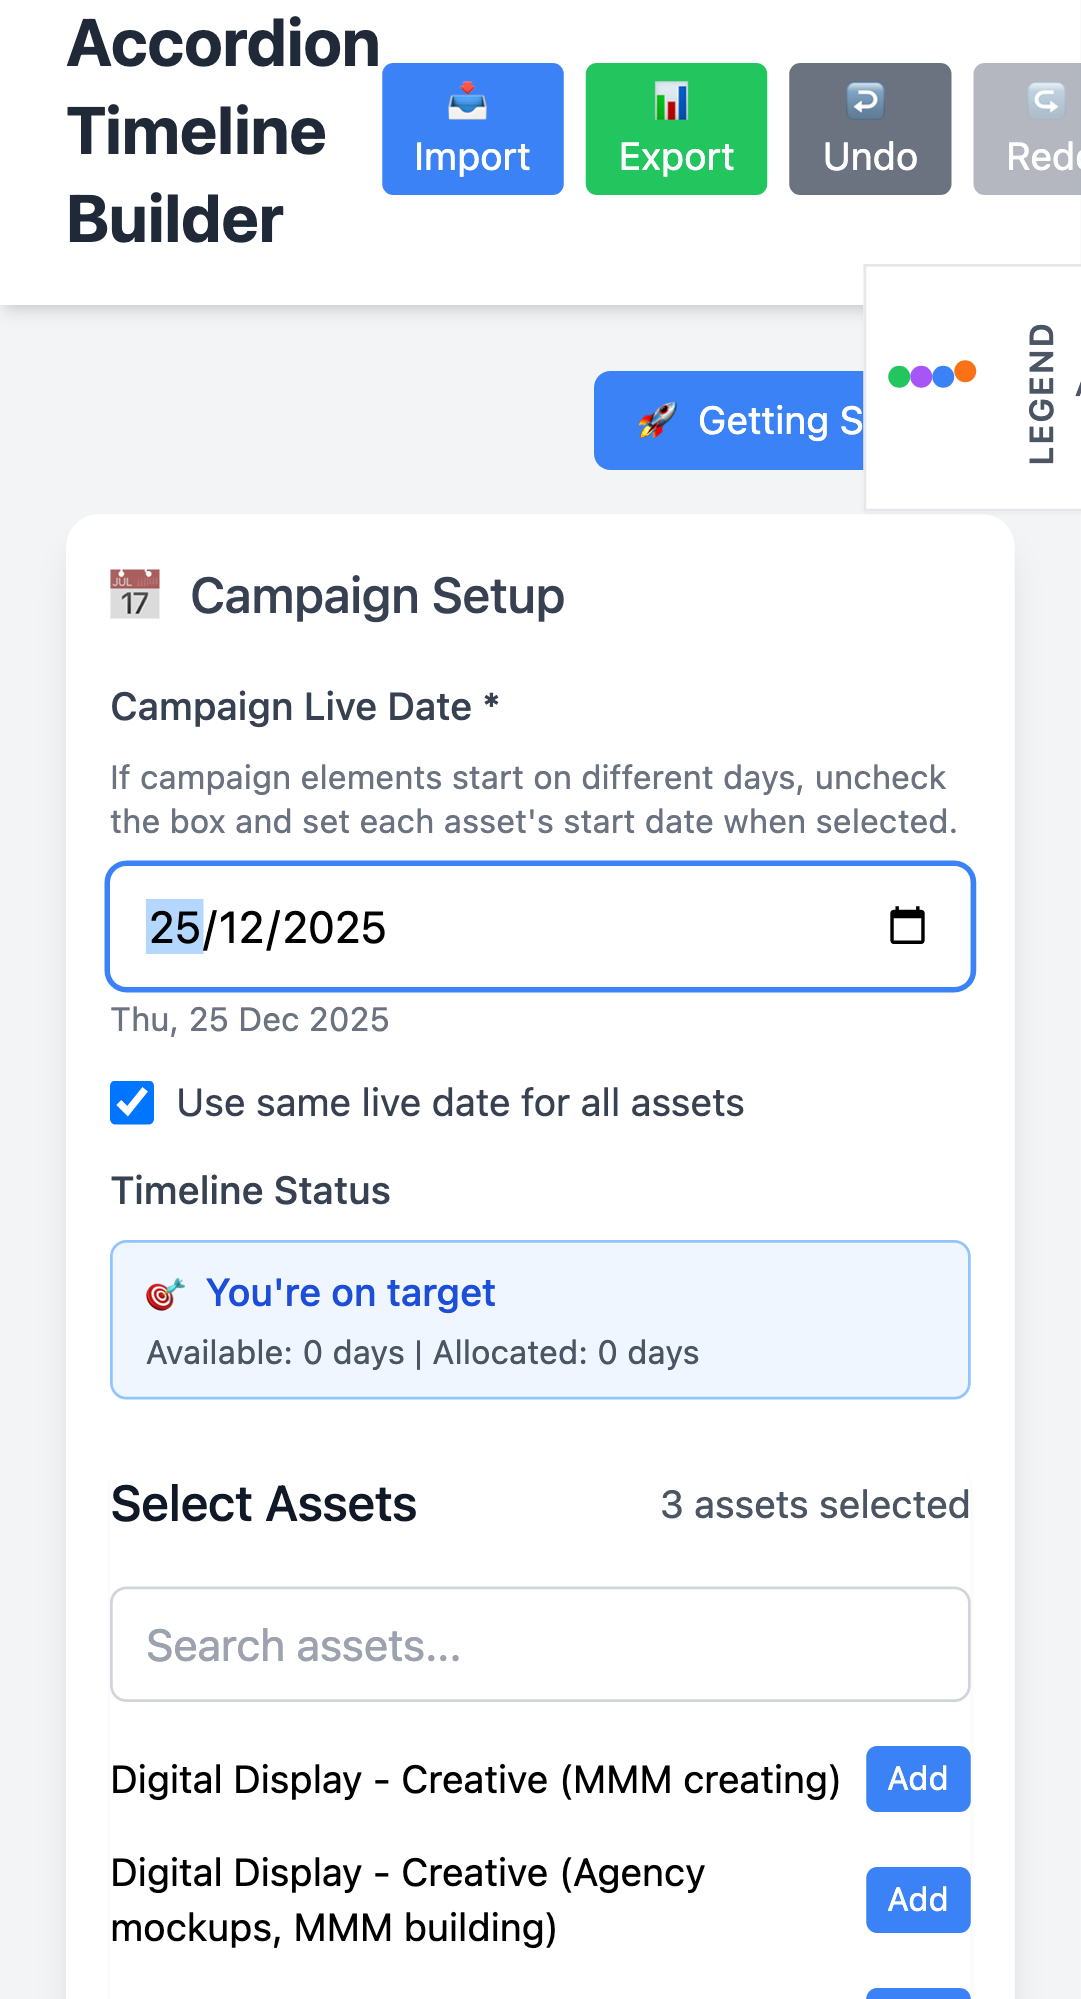 Accordion
Timeline
Builder
Import
Export
Undo
LEGEND
Getting
JUL
17
Campaign Setup
Campaign Live Date *
If campaign elements start on different days, uncheck
the box and set each asset's start date when selected.
25/12/2025
Thu, 25 Dec 2025
Use same live date for all assets
Timeline Status
You're on target
Available: 0 days | Allocated: 0 days
Select Assets
3 assets selected
Search assets...
Digital Display - Creative (MMM creating)
Add
Digital Display - Creative (Agency
mockups, MMM building)
Add